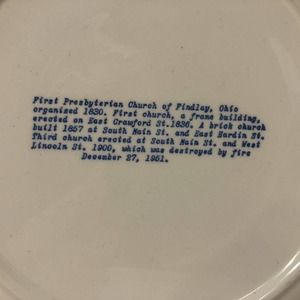 First Presbyterian Church of Findlay, Ohio
organized 1830. First church, a frame building,
erected on East Crawford St.1836. A brick church
built 1857 at South Main St. and East Hardin St.
Third church erected at South Main St. and West
Lincoln St. 1900, which was destroyed by fire
December 27, 1951.